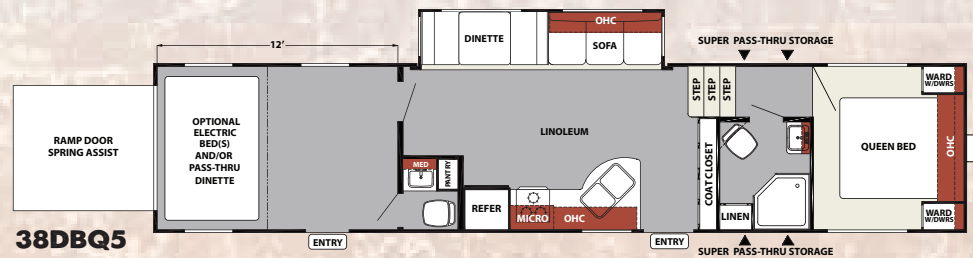 12'
RAMP DOOR
SPRING ASSIST
OPTIONAL
ELECTRIC
BED(S)
AND/OR
PASS-THRU
DINETTE
MED
PANTRY
DINETTE
OHC
SOFA
LINOLEUM
REFER
MICRO
OHC
STEP
STEP
STEP
COAT CLOSET
SUPER PASS-THRU STORAGE
LINEN
QUEEN BED
WARD
W/DWRS
OHC
WARD
W/DWRS
38DBQ5
ENTRY
ENTRY
SUPER PASS-THRU STORAGE